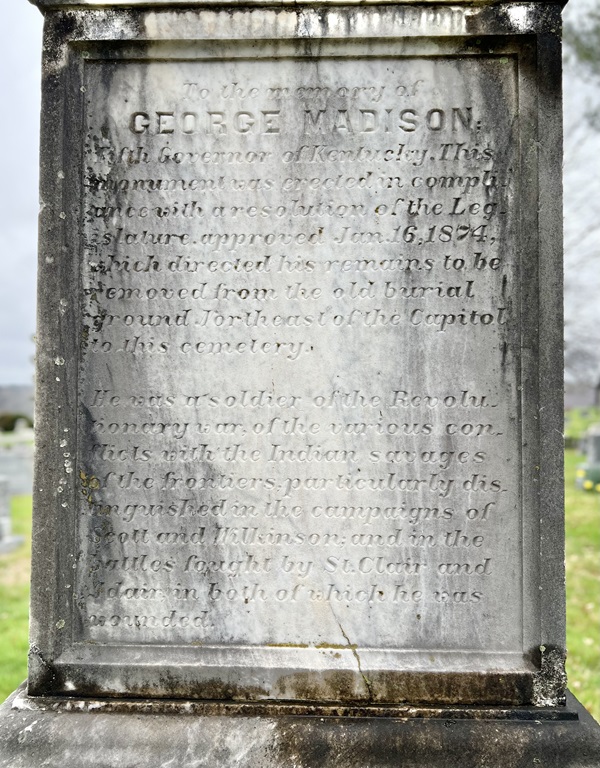 To the memory of
GEORGE MADISON:
Fifth Governor of Kentucky. This
monument was erected in compli-
ance with a resolution of the Leg-
islature, approved Jan. 16, 1874,
which directed his remains to be
removed from the old burial
ground Northeast of the Capitol
to this cemetery.
He was a soldier of the Revolu-
tionary war, of the various con-
flicts with the Indian savages
of the frontiers, particularly dis-
tinguished in the campaigns of
Scott and Wilkinson: and in the
battles fought by St. Clair and
Adair, in both of which he was
wounded.